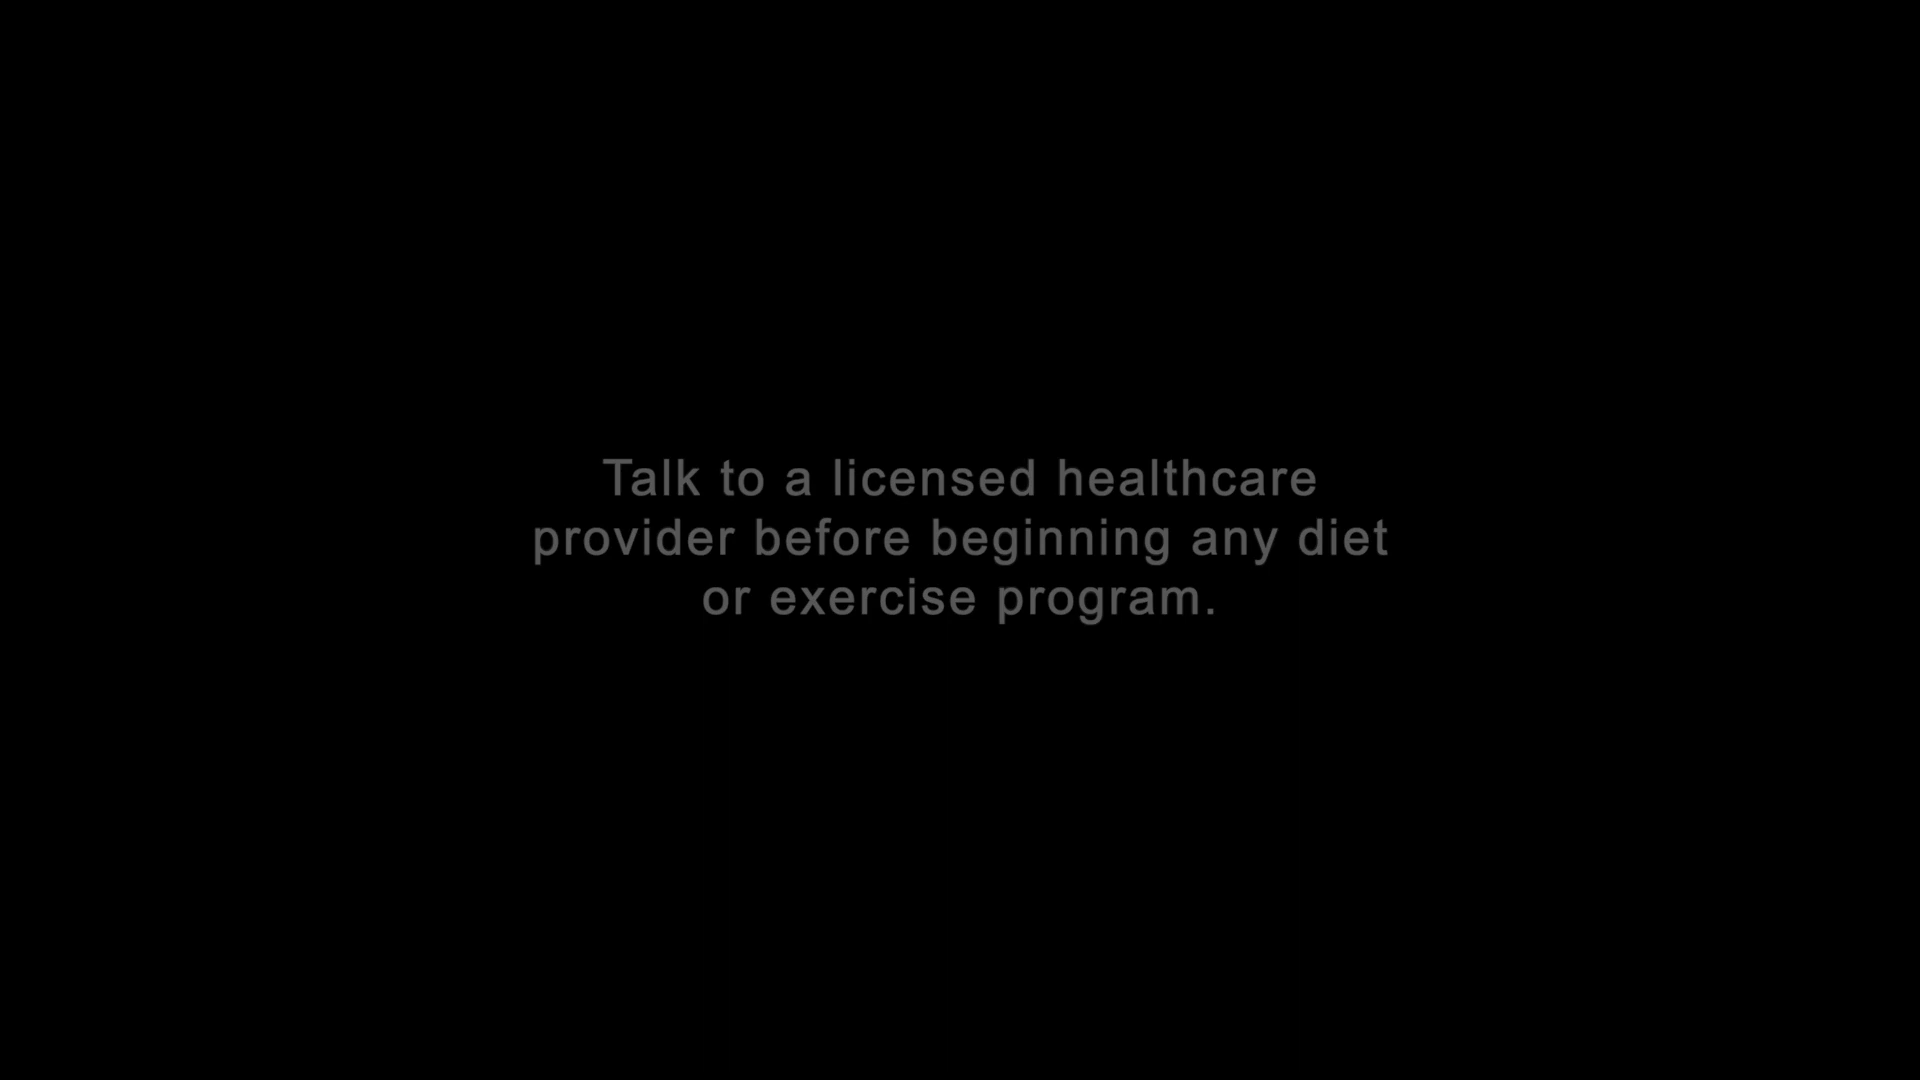 Talk to a licensed healthcare
provider before beginning any diet
or exercise program.